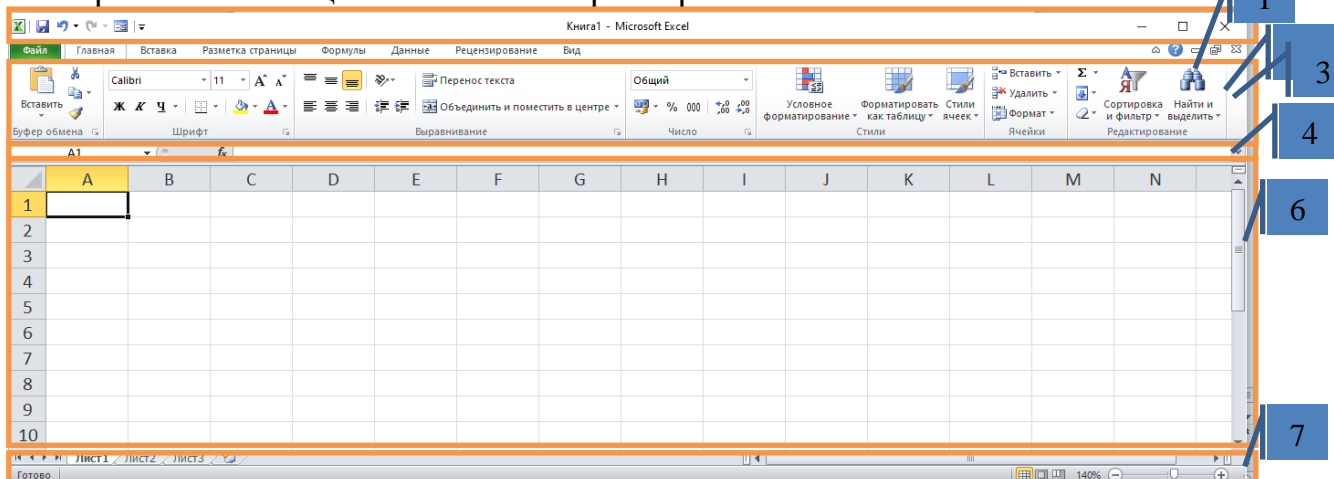 Книга1 - Microsoft Excel
1
Файл Главная Вставка Разметка страницы Формулы Данные Рецензирование Вид
3
Вставить
Calibri 11 А А
Ж К Ч А
Перенос текста
Объединить и поместить в центре
Общий
% 000 ,00 ,00
Условное форматирование
Форматировать как таблицу
Стили ячеек
Вставить
Удалить
Формат
Σ
Сортировка и фильтр
Найти и выделить
Буфер обмена Шрифт Выравнивание Число Стили Ячейки Редактирование
4
A1 fx
A B C D E F G H I J K L M N
1
2
6
3
4
5
6
7
8
9
10
7
Лист1 Лист2 Лист3
Готово 140%